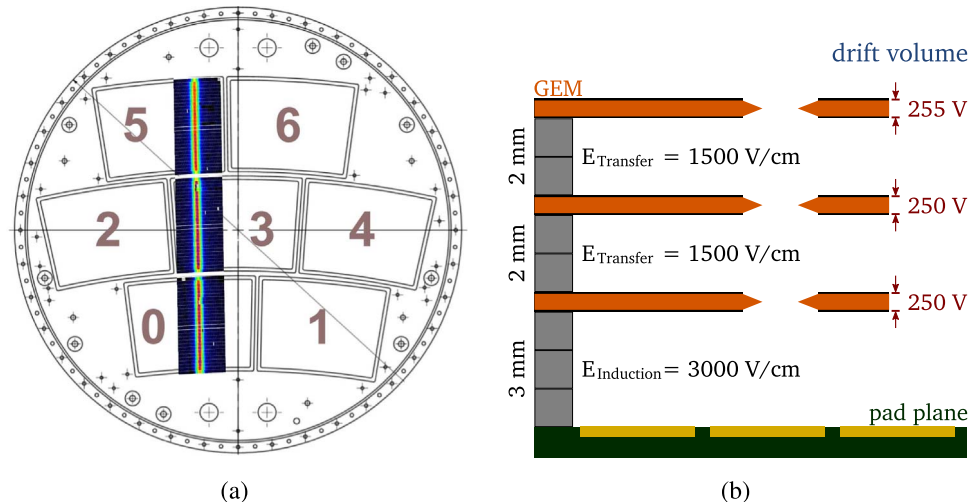 5
6
2
3
4
0
1
(a)
drift volume
GEM
255 V
2 mm
E_Transfer = 1500 V/cm
250 V
2 mm
E_Transfer = 1500 V/cm
250 V
3 mm
E_Induction = 3000 V/cm
pad plane
(b)